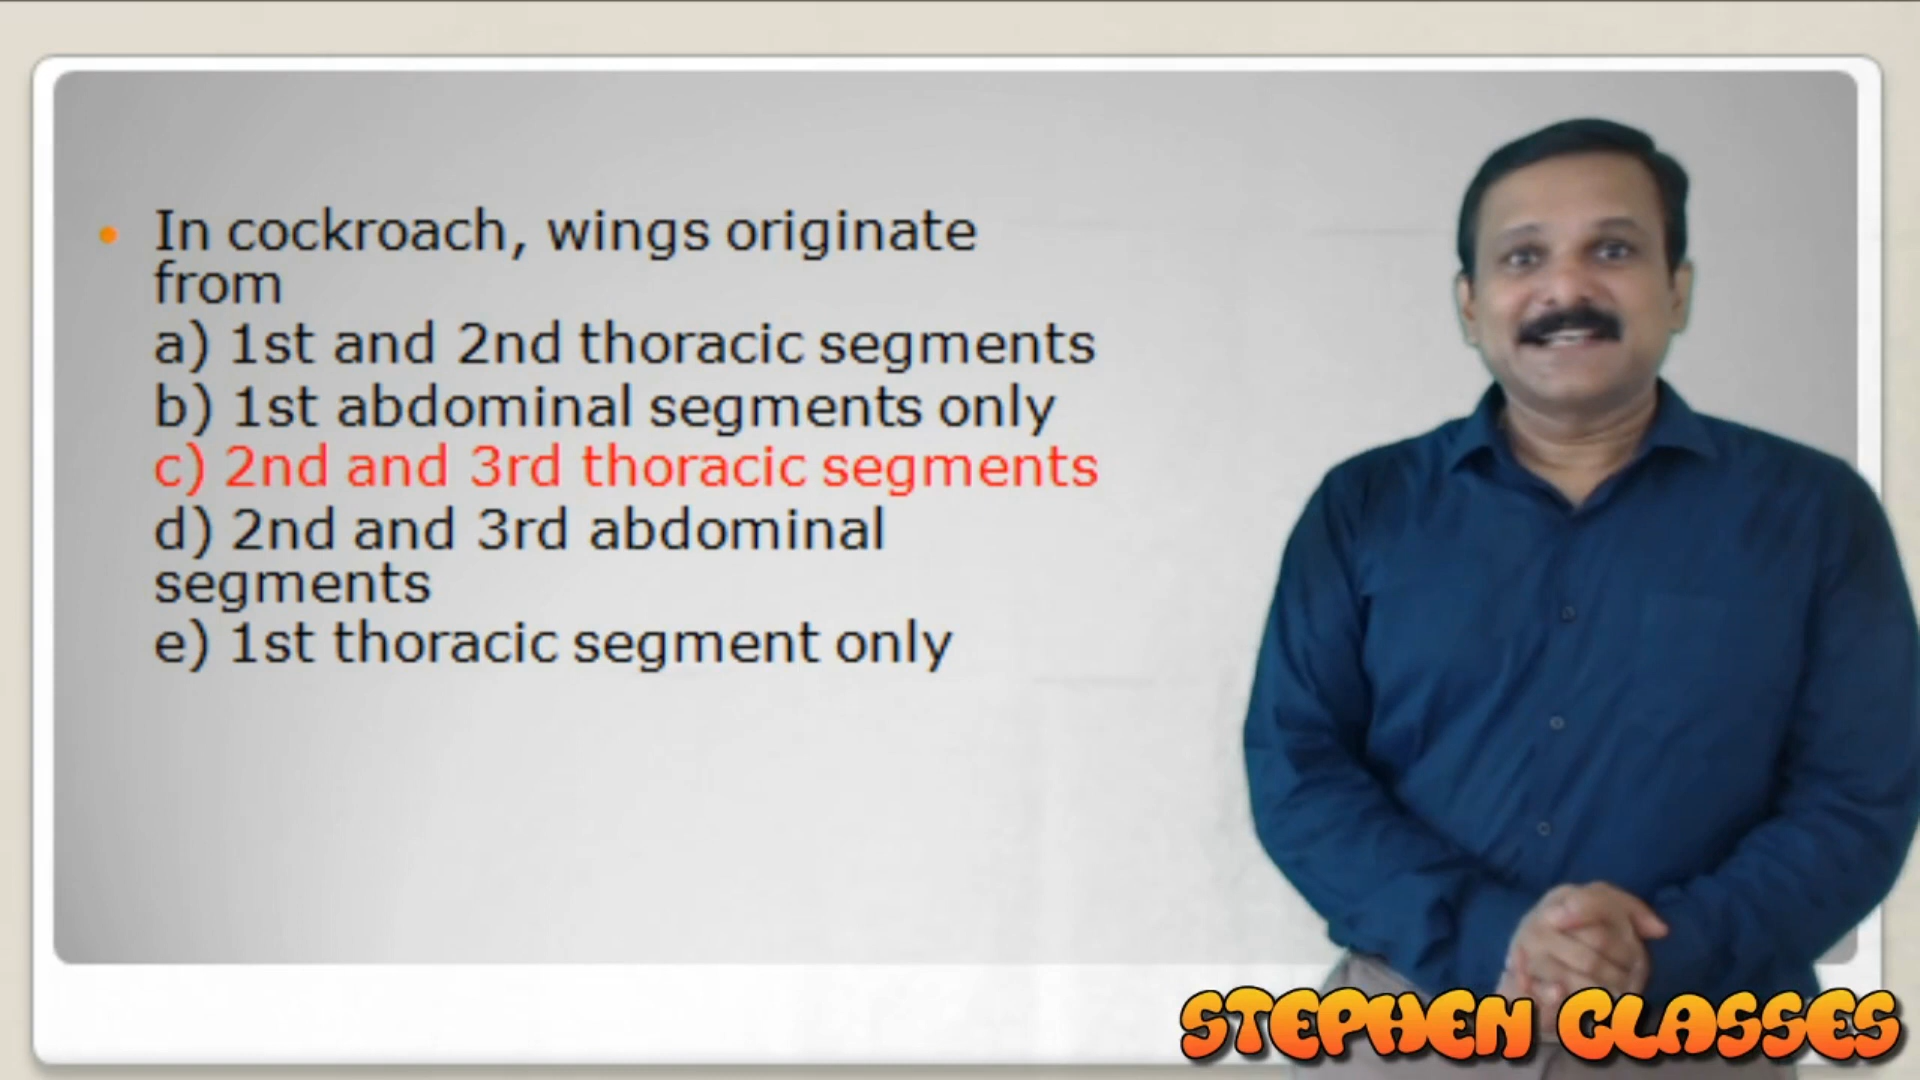 In cockroach, wings originate
from
a) 1st and 2nd thoracic segments
b) 1st abdominal segments only
c) 2nd and 3rd thoracic segments
d) 2nd and 3rd abdominal
segments
e) 1st thoracic segment only
STEPHEN CLASSES